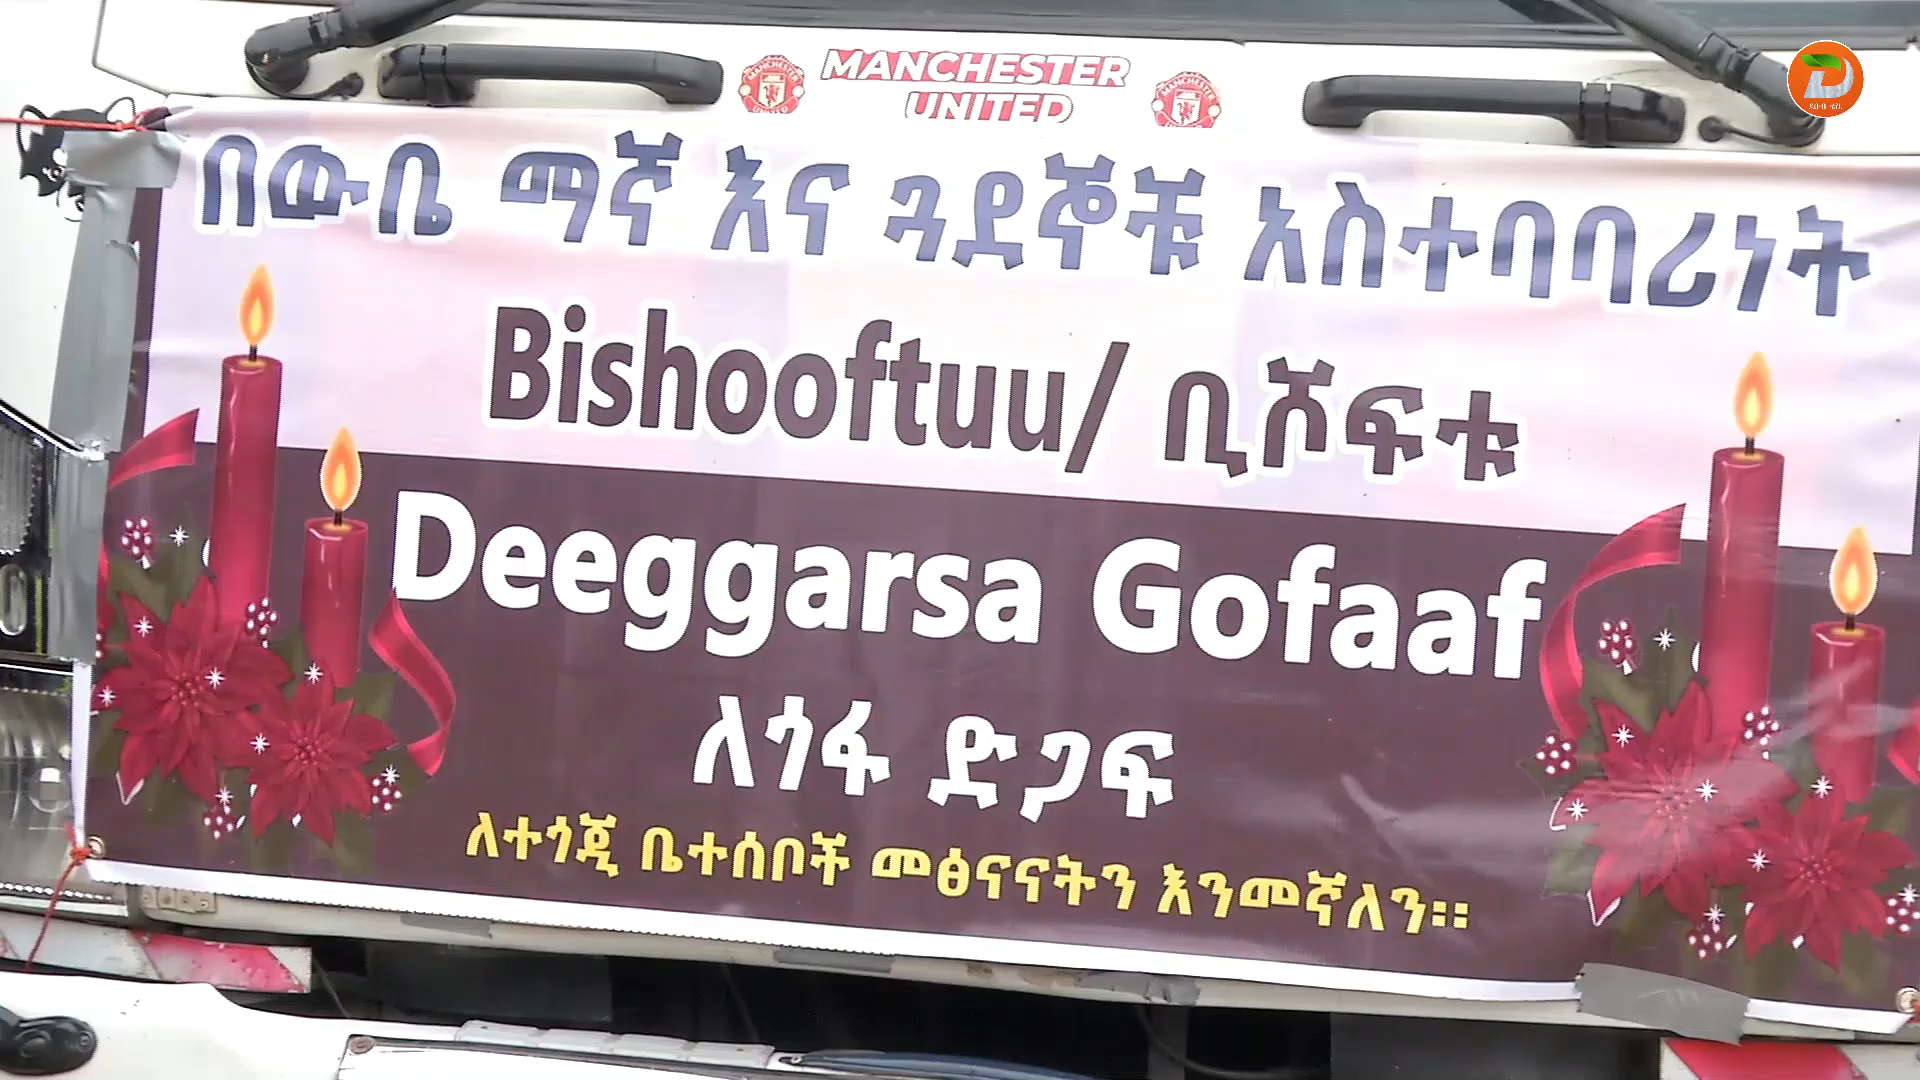 MANCHESTER
UNITED
በውቤ ማኛ እና ጓደኞቹ አስተባባሪነት
Bishooftuu/ ቢሾፍቱ
Deeggarsa Gofaaf
ለጎፋ ድጋፍ
ለተጎጂ ቤተሰቦች መፅናናትን እንመኛለን።